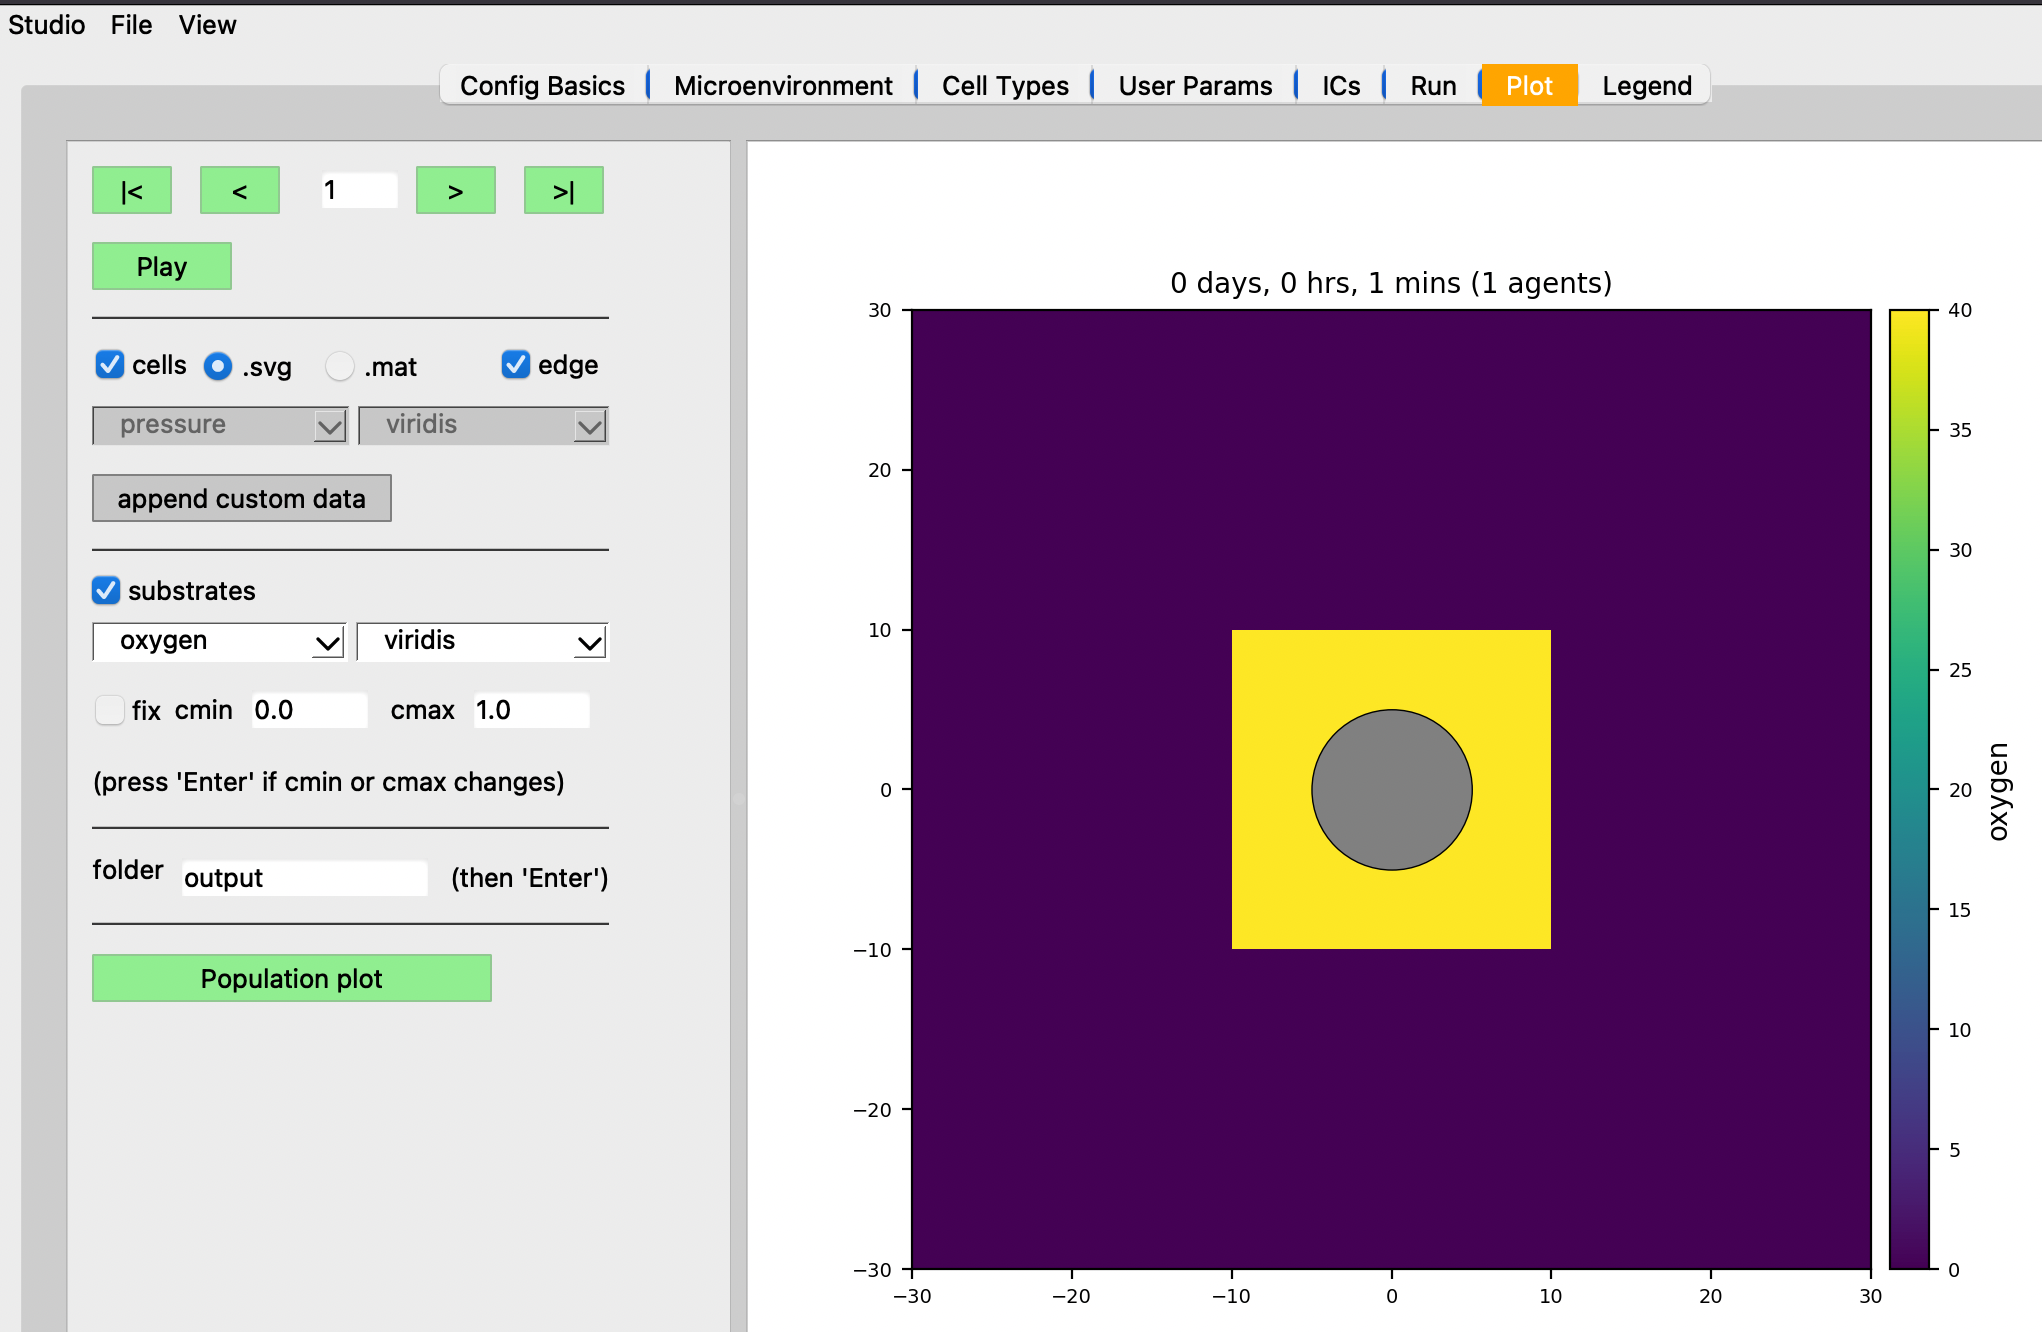 Studio File View
Config Basics Microenvironment Cell Types User Params ICs Run Plot Legend
|< < 1 > >|
Play
cells .svg .mat edge
pressure viridis
append custom data
substrates
oxygen viridis
fix cmin 0.0 cmax 1.0
(press 'Enter' if cmin or cmax changes)
folder output (then 'Enter')
Population plot
0 days, 0 hrs, 1 mins (1 agents)
30
20
10
0
−10
−20
−30
−30 −20 −10 0 10 20 30
40
35
30
25
20
15
10
5
0
oxygen